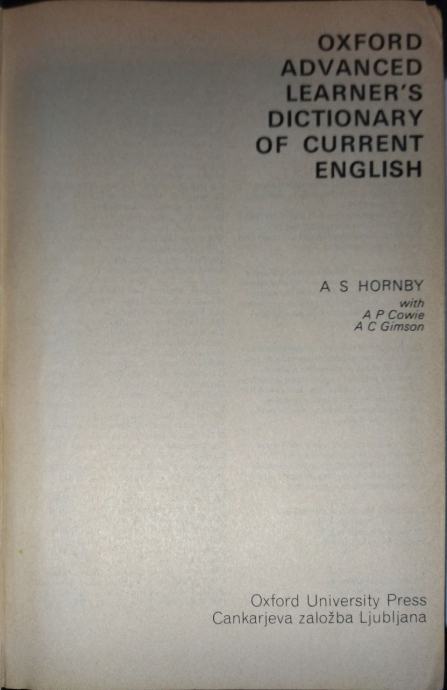 OXFORD
ADVANCED
LEARNER'S
DICTIONARY
OF CURRENT
ENGLISH
A S HORNBY
with
A P Cowie
A C Gimson
Oxford University Press
Cankarjeva založba Ljubljana